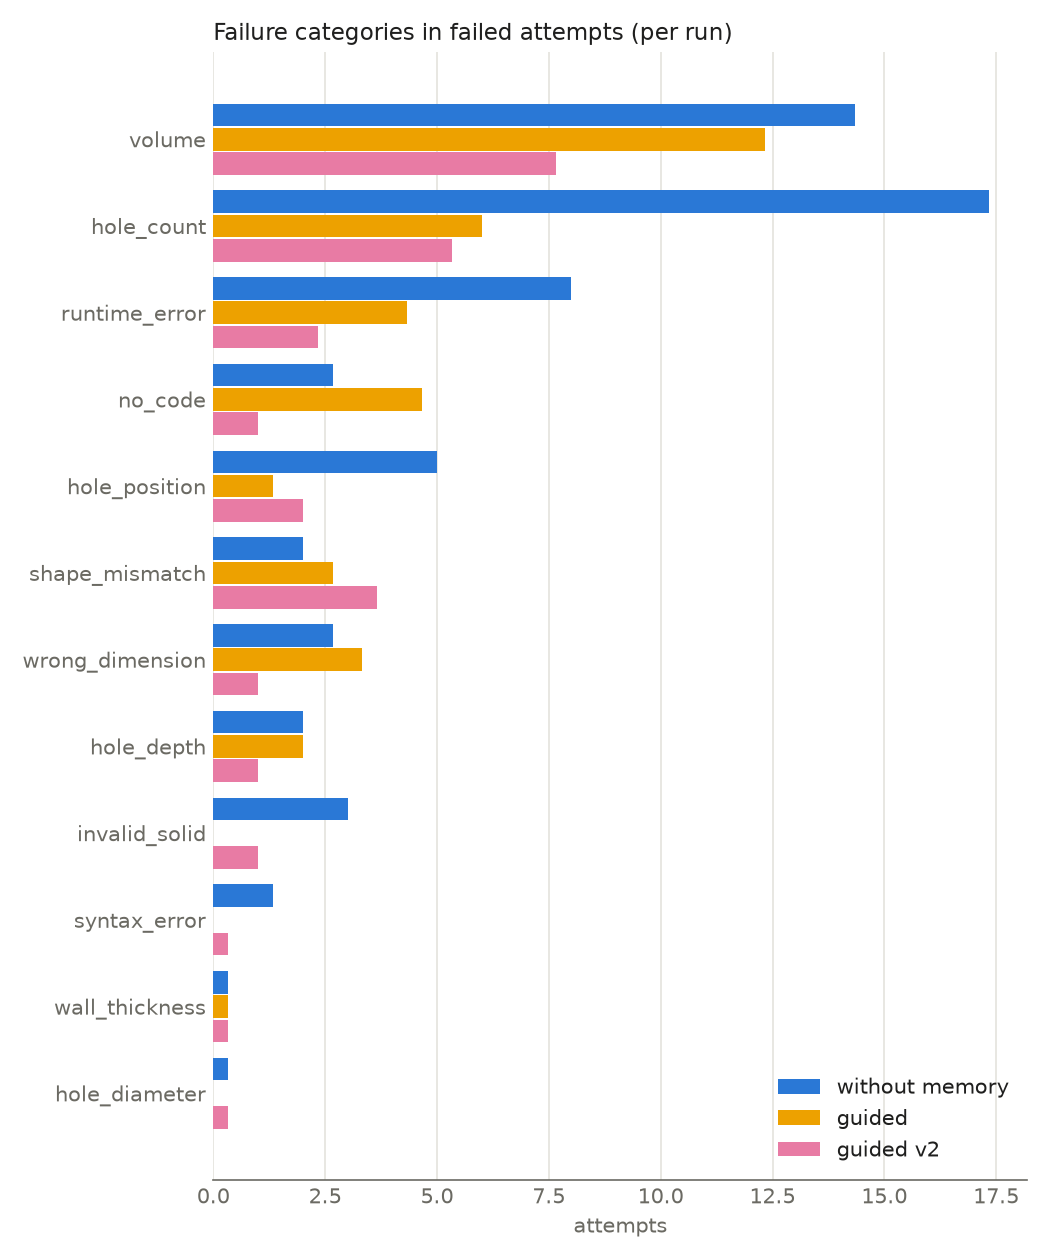 Failure categories in failed attempts (per run)
volume
hole_count
runtime_error
no_code
hole_position
shape_mismatch
wrong_dimension
hole_depth
invalid_solid
syntax_error
wall_thickness
hole_diameter
without memory
guided
guided v2
0.0 2.5 5.0 7.5 10.0 12.5 15.0 17.5
attempts